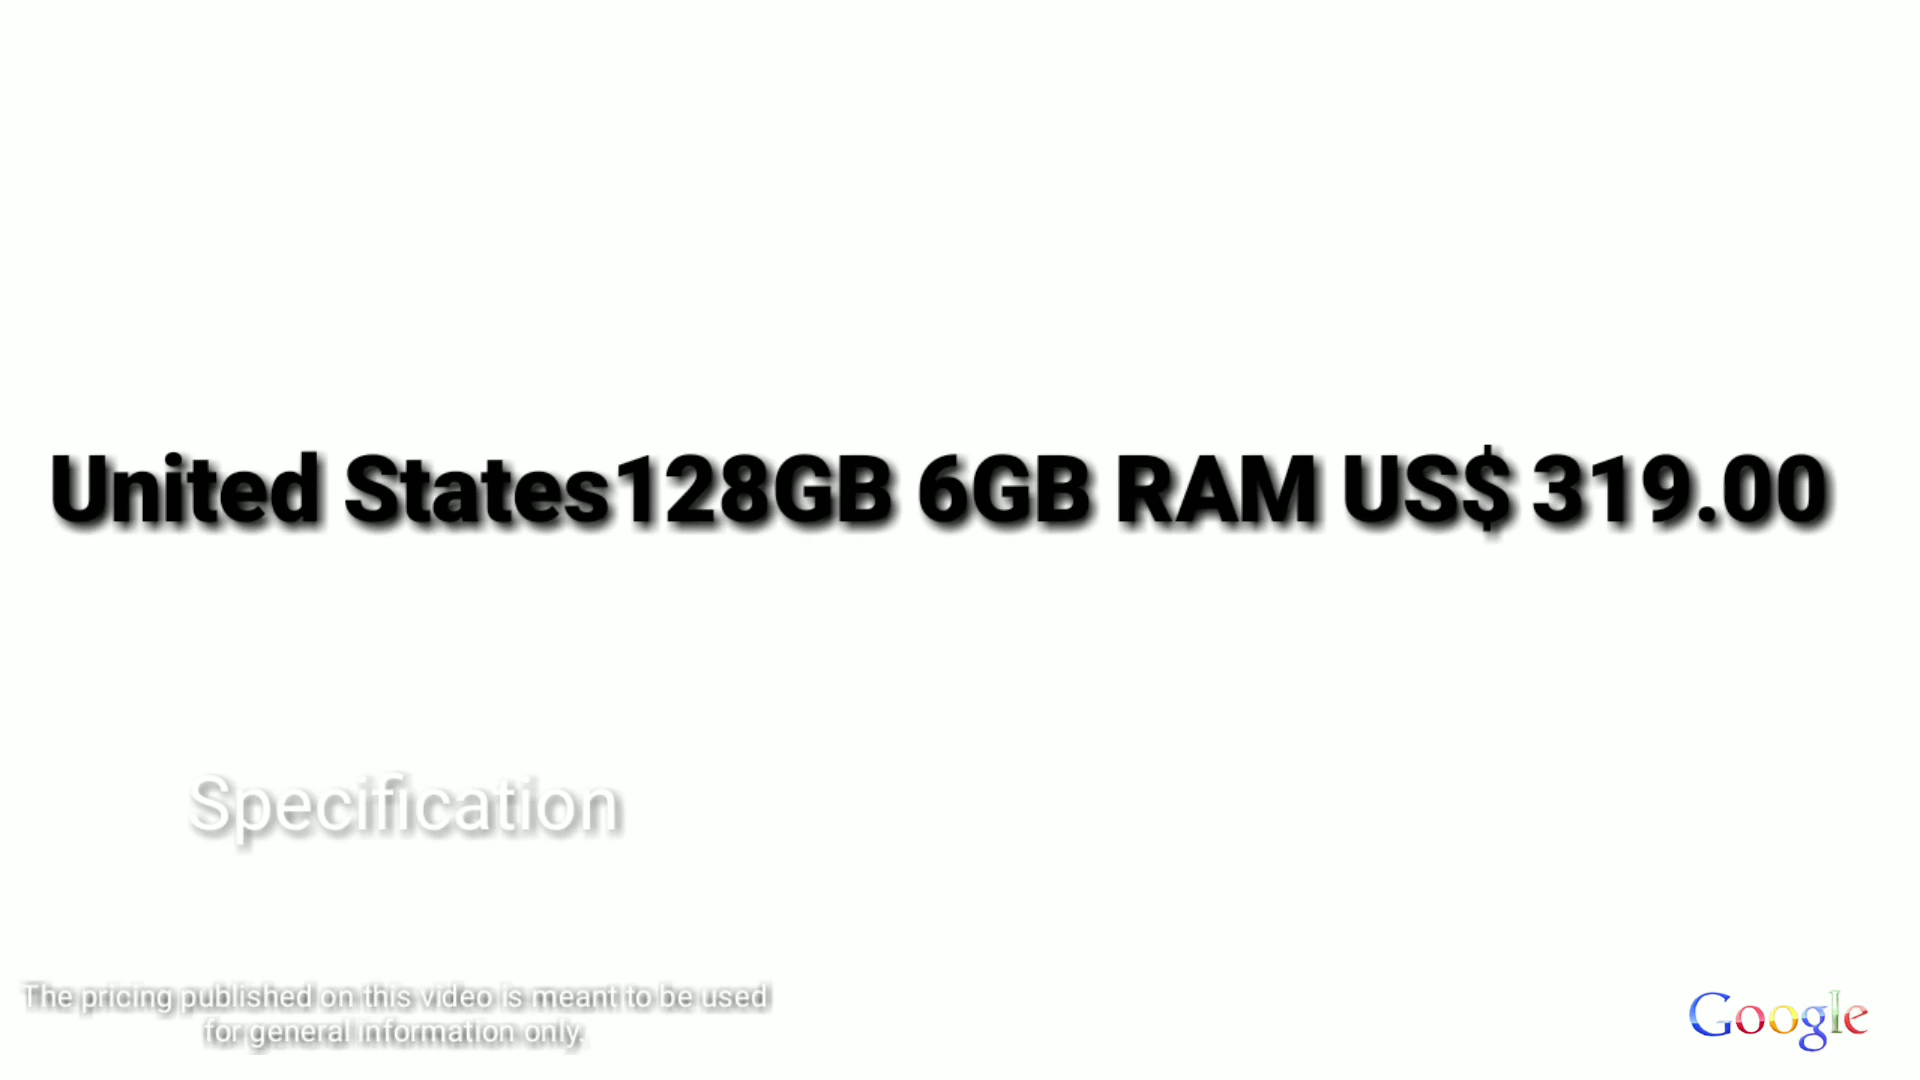 United States128GB 6GB RAM US$ 319.00
Specification
The pricing published on this video is meant to be used
for general information only.
Google